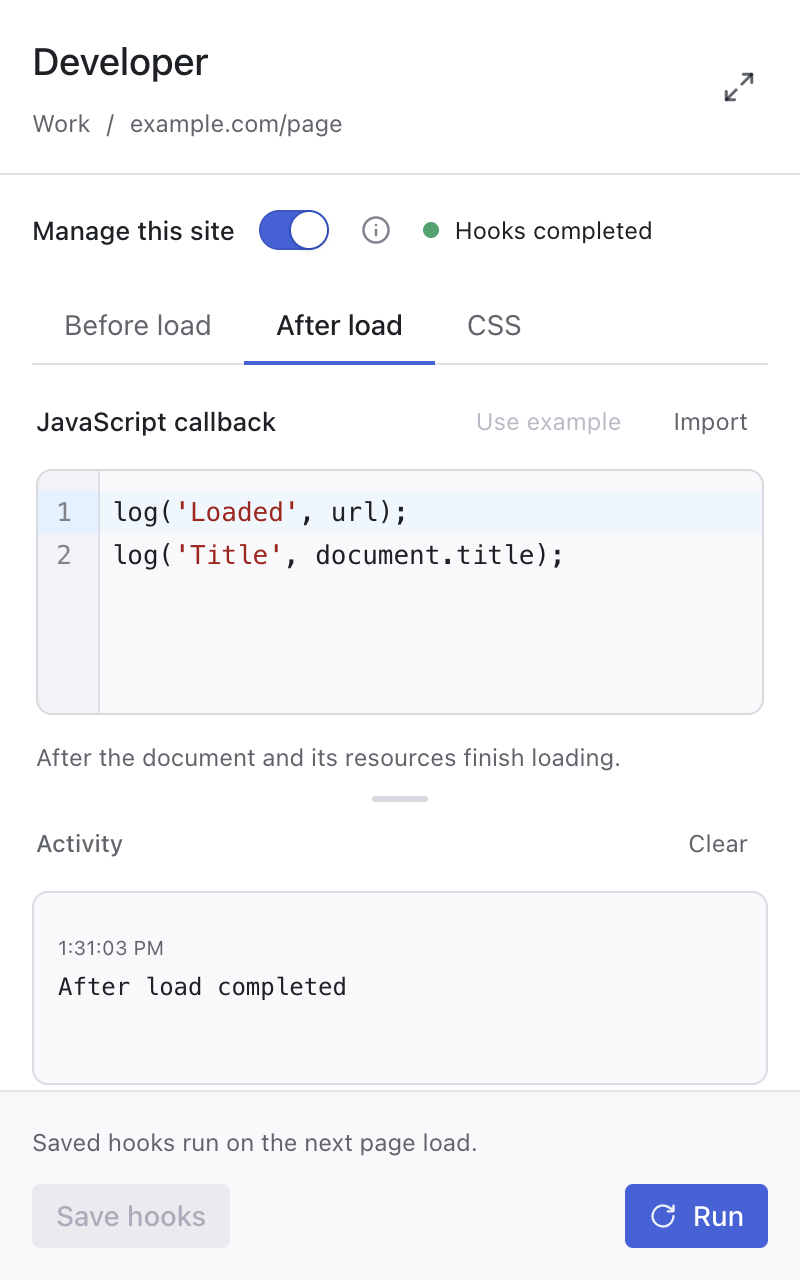 Developer
Work / example.com/page
Manage this site Hooks completed
Before load After load CSS
JavaScript callback Use example Import
1 log('Loaded', url);
2 log('Title', document.title);
After the document and its resources finish loading.
Activity Clear
1:31:03 PM
After load completed
Saved hooks run on the next page load.
Save hooks Run